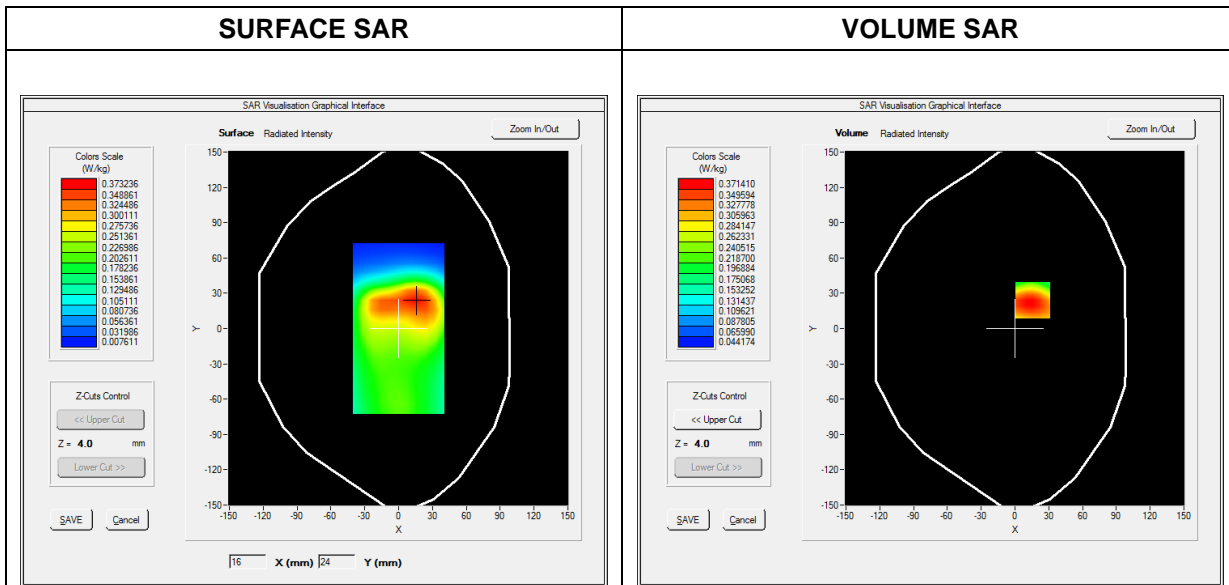 SURFACE SAR
VOLUME SAR
SAR Visualisation Graphical Interface
Surface Radiated Intensity
Zoom In/Out
Colors Scale
(W/kg)
0.373236
0.348861
0.324486
0.300111
0.275736
0.251361
0.226986
0.202611
0.178236
0.153861
0.129486
0.105111
0.080736
0.056361
0.031986
0.007611
Z-Cuts Control
<< Upper Cut
Z = 4.0 mm
Lower Cut >>
SAVE Cancel
150
120
90
60
30
0
-30
-60
-90
-120
-150
Y
-150 -120 -90 -60 -30 0 30 60 90 120 150
X
16 X (mm) 24 Y (mm)
SAR Visualisation Graphical Interface
Volume Radiated Intensity
Zoom In/Out
Colors Scale
(W/kg)
0.371410
0.349594
0.327778
0.305963
0.284147
0.262331
0.240515
0.218700
0.196884
0.175068
0.153252
0.131437
0.109621
0.087805
0.065990
0.044174
Z-Cuts Control
<< Upper Cut
Z = 4.0 mm
Lower Cut >>
SAVE Cancel
150
120
90
60
30
0
-30
-60
-90
-120
-150
Y
-150 -120 -90 -60 -30 0 30 60 90 120 150
X